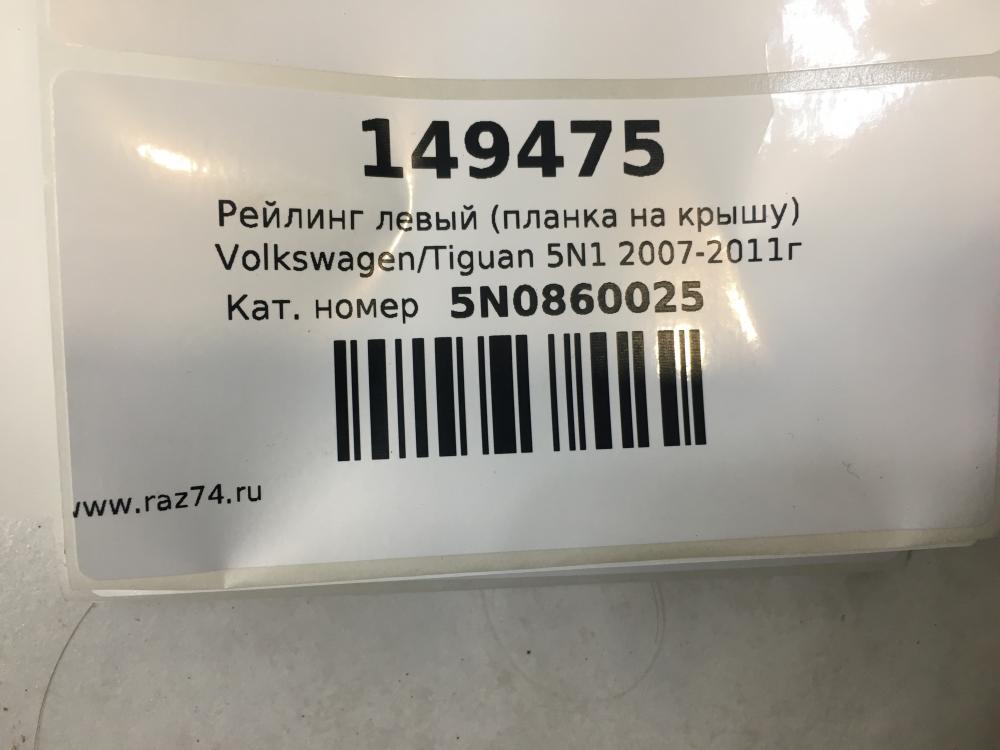 149475
Рейлинг левый (планка на крышу)
Volkswagen/Tiguan 5N1 2007-2011г
Кат. номер 5N0860025
www.raz74.ru